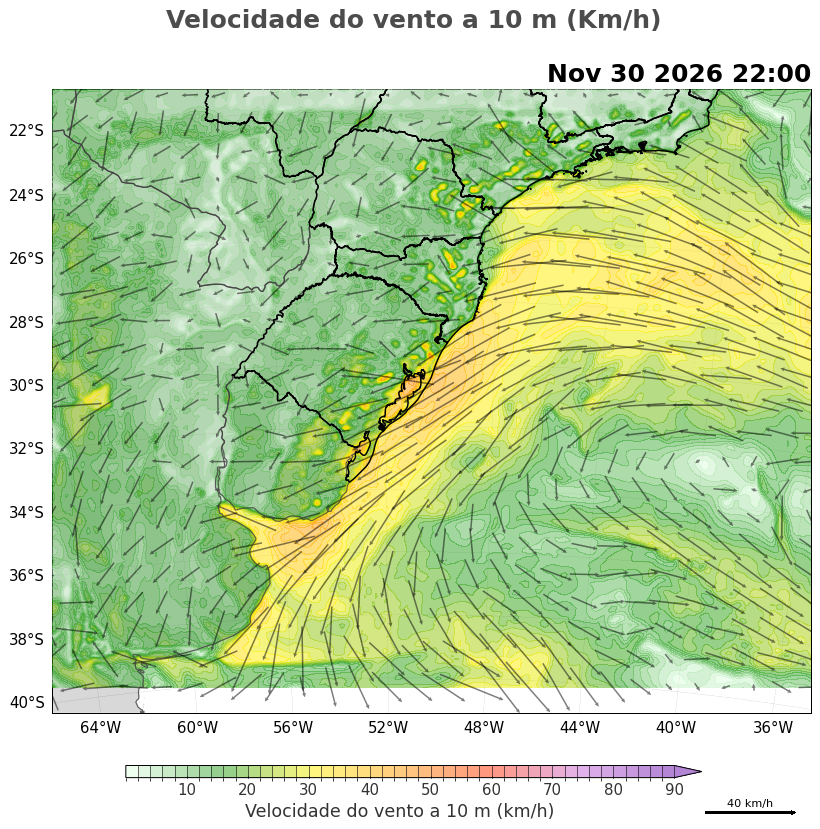 Velocidade do vento a 10 m (Km/h)
Nov 30 2026 22:00
22°S
24°S
26°S
28°S
30°S
32°S
34°S
36°S
38°S
40°S
64°W 60°W 56°W 52°W 48°W 44°W 40°W 36°W
10 20 30 40 50 60 70 80 90
Velocidade do vento a 10 m (km/h)
40 km/h